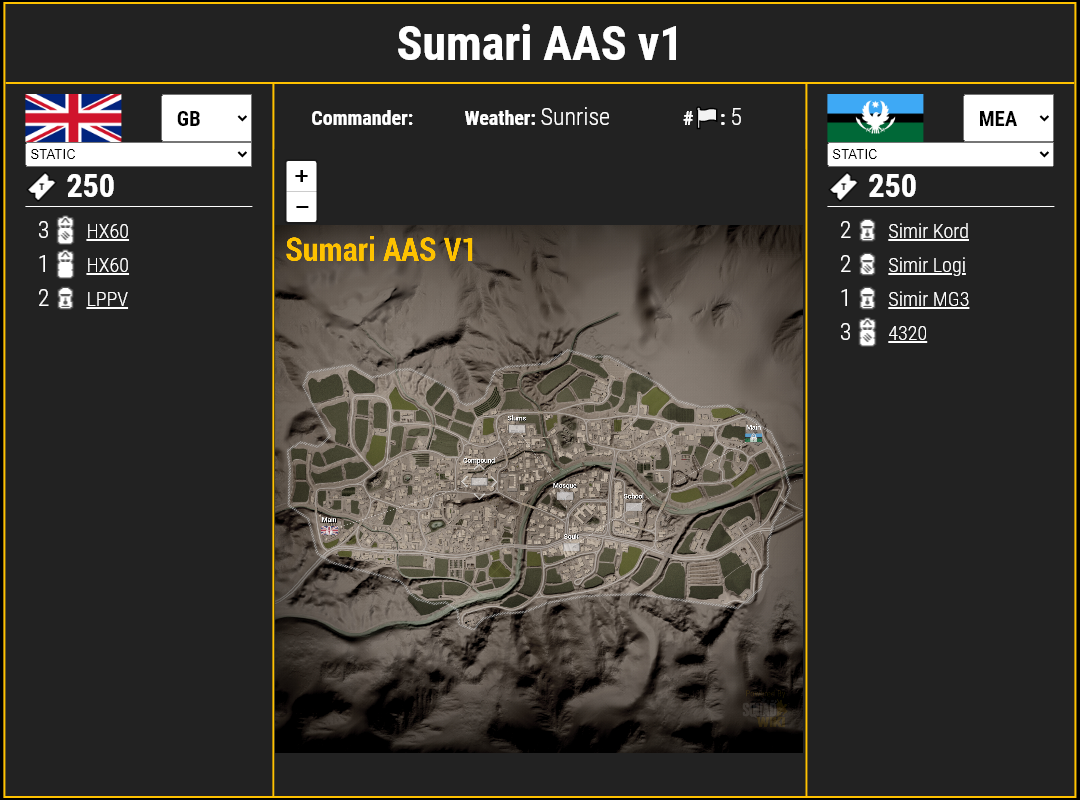 Sumari AAS v1
GB
STATIC
250
3 HX60
1 HX60
2 LPPV
Commander:
Weather: Sunrise
# : 5
+
−
Sumari AAS V1
Slums
Main
Compound
Mosque
School
Main
Souk
MEA
STATIC
250
2 Simir Kord
2 Simir Logi
1 Simir MG3
3 4320